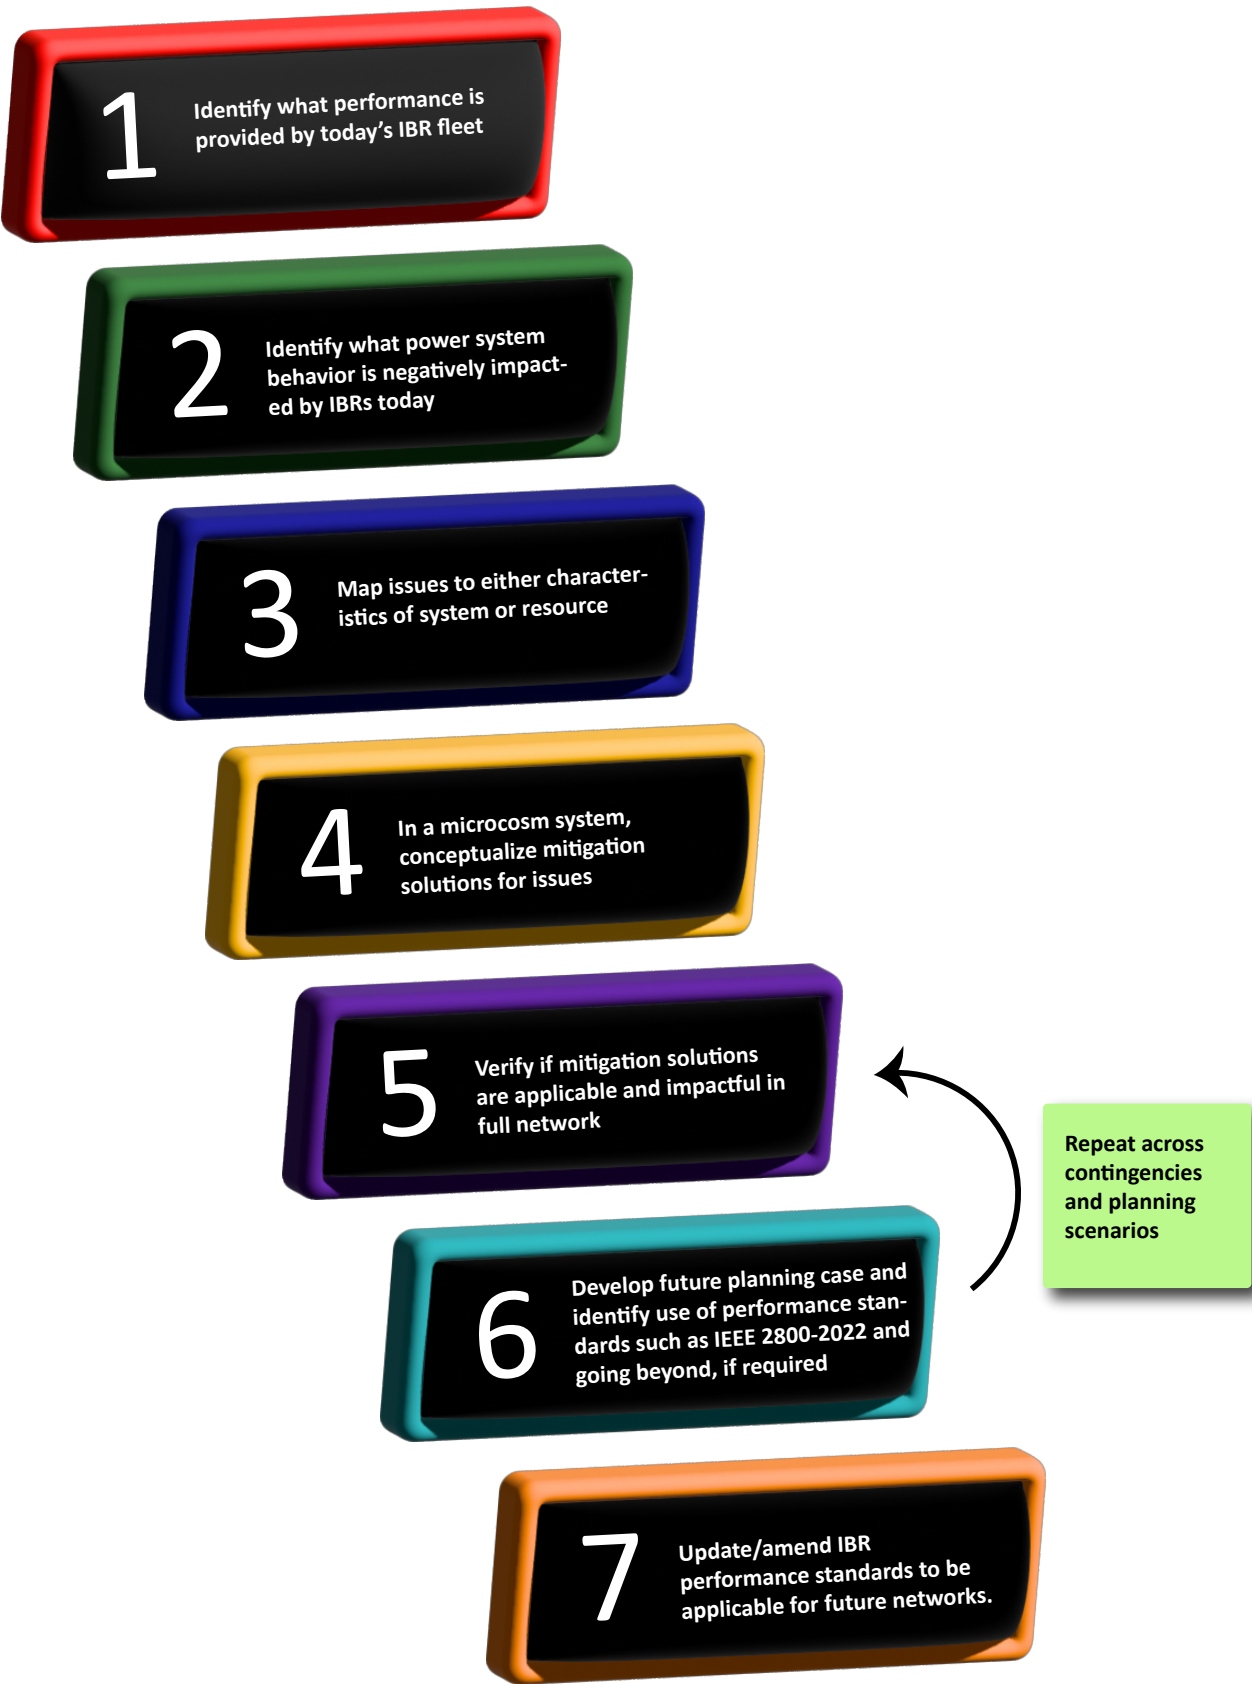 1
Identify what performance is
provided by today’s IBR fleet
2
Identify what power system
behavior is negatively impact-
ed by IBRs today
3
Map issues to either character-
istics of system or resource
4
In a microcosm system,
conceptualize mitigation
solutions for issues
5
Verify if mitigation solutions
are applicable and impactful in
full network
Repeat across
contingencies
and planning
scenarios
6
Develop future planning case and
identify use of performance stan-
dards such as IEEE 2800-2022 and
going beyond, if required
7
Update/amend IBR
performance standards to be
applicable for future networks.